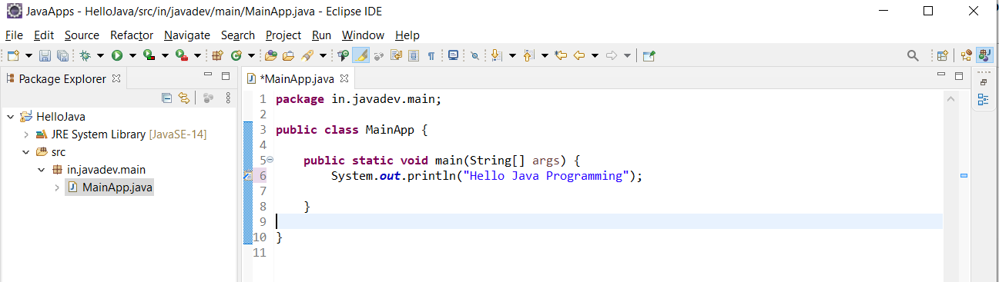 JavaApps - HelloJava/src/in/javadev/main/MainApp.java - Eclipse IDE
File Edit Source Refactor Navigate Search Project Run Window Help
Package Explorer
*MainApp.java
HelloJava
JRE System Library [JavaSE-14]
src
in.javadev.main
MainApp.java
1 package in.javadev.main;
2
3 public class MainApp {
4
5 public static void main(String[] args) {
6 System.out.println("Hello Java Programming");
7
8 }
9
10 }
11